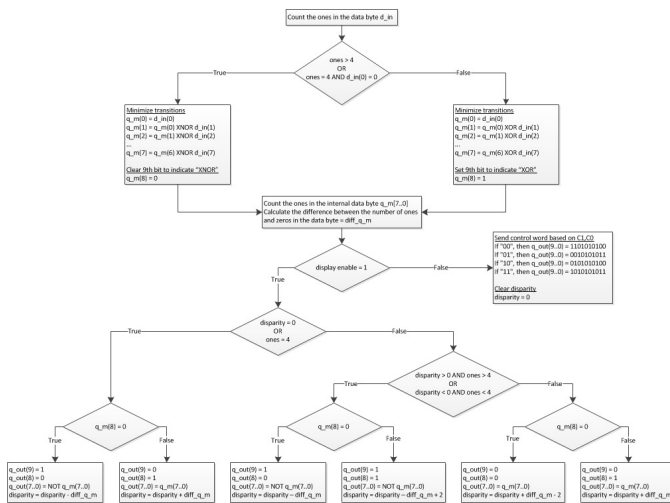 Count the ones in the data byte d_in
ones > 4
OR
ones = 4 AND d_in(0) = 0
True
False
Minimize transitions
q_m(0) = d_in(0)
q_m(1) = q_m(0) XNOR d_in(1)
q_m(2) = q_m(1) XNOR d_in(2)
...
q_m(7) = q_m(6) XNOR d_in(7)
Clear 9th bit to indicate "XNOR"
q_m(8) = 0
Minimize transitions
q_m(0) = d_in(0)
q_m(1) = q_m(0) XOR d_in(1)
q_m(2) = q_m(1) XOR d_in(2)
...
q_m(7) = q_m(6) XOR d_in(7)
Set 9th bit to indicate "XOR"
q_m(8) = 1
Count the ones in the internal data byte q_m[7..0]
Calculate the difference between the number of ones
and zeros in the data byte = diff_q_m
display enable = 1
True
False
Send control word based on C1,C0
If "00", then q_out(9..0) = 1101010100
If "01", then q_out(9..0) = 0010101011
If "10", then q_out(9..0) = 0101010100
If "11", then q_out(9..0) = 1010101011
Clear disparity
disparity = 0
disparity = 0
OR
ones = 4
True
False
disparity > 0 AND ones > 4
OR
disparity < 0 AND ones < 4
True
False
q_m(8) = 0
True
False
q_m(8) = 0
True
False
q_m(8) = 0
True
False
q_out(9) = 1
q_out(8) = 0
q_out(7..0) = NOT q_m(7..0)
disparity = disparity - diff_q_m
q_out(9) = 0
q_out(8) = 1
q_out(7..0) = q_m(7..0)
disparity = disparity + diff_q_m
q_out(9) = 1
q_out(8) = 0
q_out(7..0) = NOT q_m(7..0)
disparity = disparity – diff_q_m
q_out(9) = 1
q_out(8) = 1
q_out(7..0) = NOT q_m(7..0)
disparity = disparity – diff_q_m + 2
q_out(9) = 0
q_out(8) = 0
q_out(7..0) = q_m(7..0)
disparity = disparity + diff_q_m - 2
q_out(9) = 0
q_out(8) = 1
q_out(7..0) = q_m(7..0)
disparity = disparity + diff_q_m